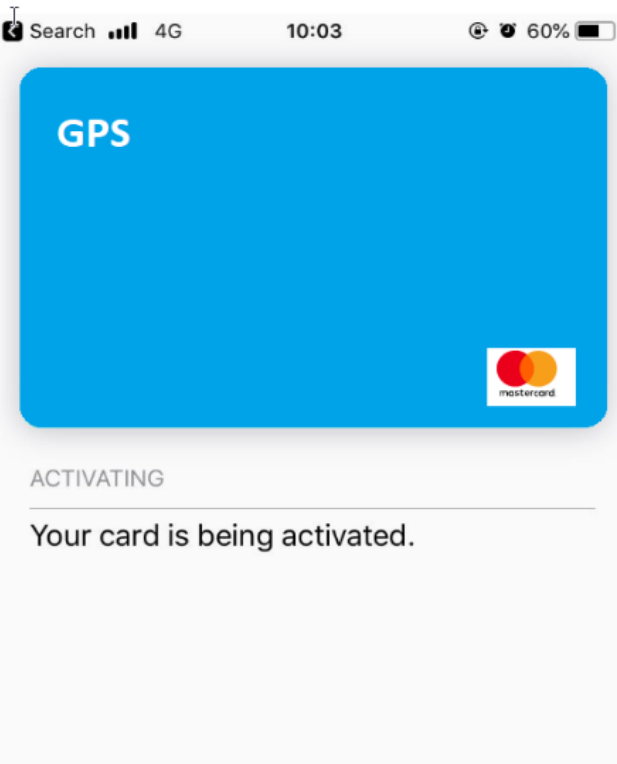 Search 4G 10:03 60%
GPS
mastercard.
ACTIVATING
Your card is being activated.